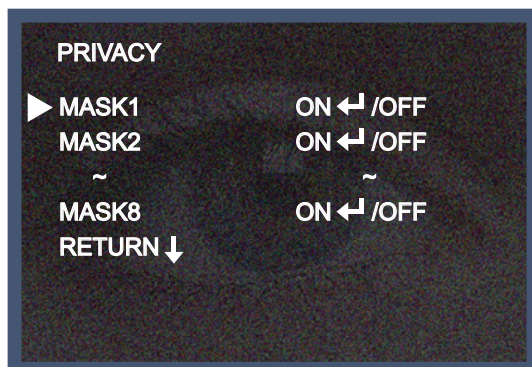 PRIVACY
▶ MASK1 ON ↵ /OFF
MASK2 ON ↵ /OFF
~ ~
MASK8 ON ↵ /OFF
RETURN ↓